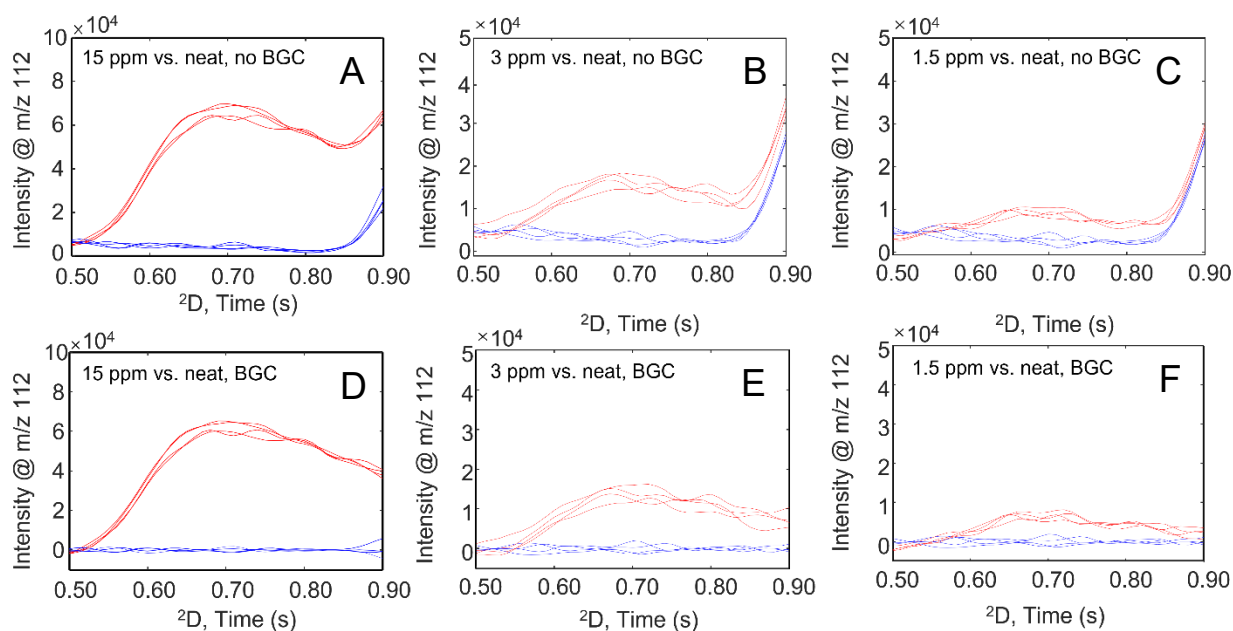 ×10⁴
15 ppm vs. neat, no BGC
A
Intensity @ m/z 112
10
8
6
4
2
0
0.50 0.60 0.70 0.80 0.90
²D, Time (s)
×10⁴
3 ppm vs. neat, no BGC
B
Intensity @ m/z 112
5
4
3
2
1
0
0.50 0.60 0.70 0.80 0.90
²D, Time (s)
×10⁴
1.5 ppm vs. neat, no BGC
C
Intensity @ m/z 112
5
4
3
2
1
0
0.50 0.60 0.70 0.80 0.90
²D, Time (s)
×10⁴
15 ppm vs. neat, BGC
D
Intensity @ m/z 112
10
8
6
4
2
0
0.50 0.60 0.70 0.80 0.90
²D, Time (s)
×10⁴
3 ppm vs. neat, BGC
E
Intensity @ m/z 112
5
4
3
2
1
0
0.50 0.60 0.70 0.80 0.90
²D, Time (s)
×10⁴
1.5 ppm vs. neat, BGC
F
Intensity @ m/z 112
5
4
3
2
1
0
0.50 0.60 0.70 0.80 0.90
²D, Time (s)